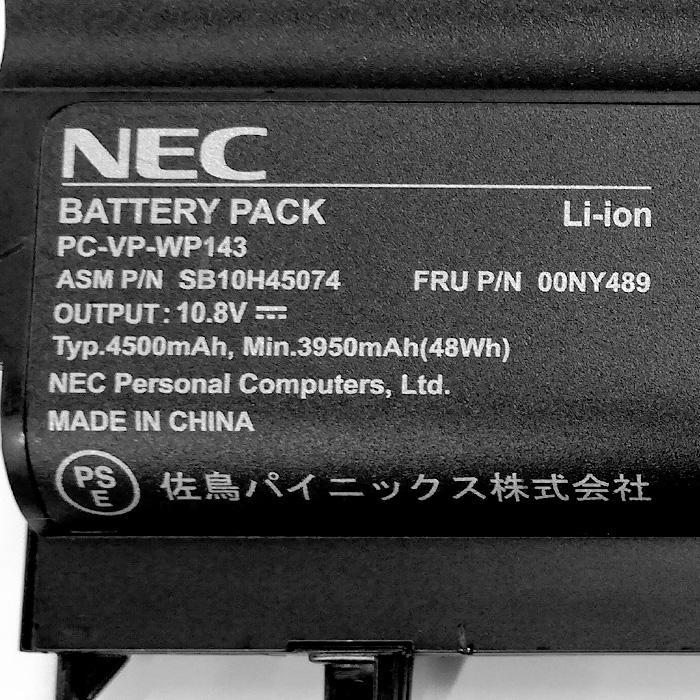 NEC
BATTERY PACK Li-ion
PC-VP-WP143
ASM P/N SB10H45074 FRU P/N 00NY489
OUTPUT: 10.8V ⎓
Typ.4500mAh, Min.3950mAh(48Wh)
NEC Personal Computers, Ltd.
MADE IN CHINA
PS
E 佐鳥パイニックス株式会社